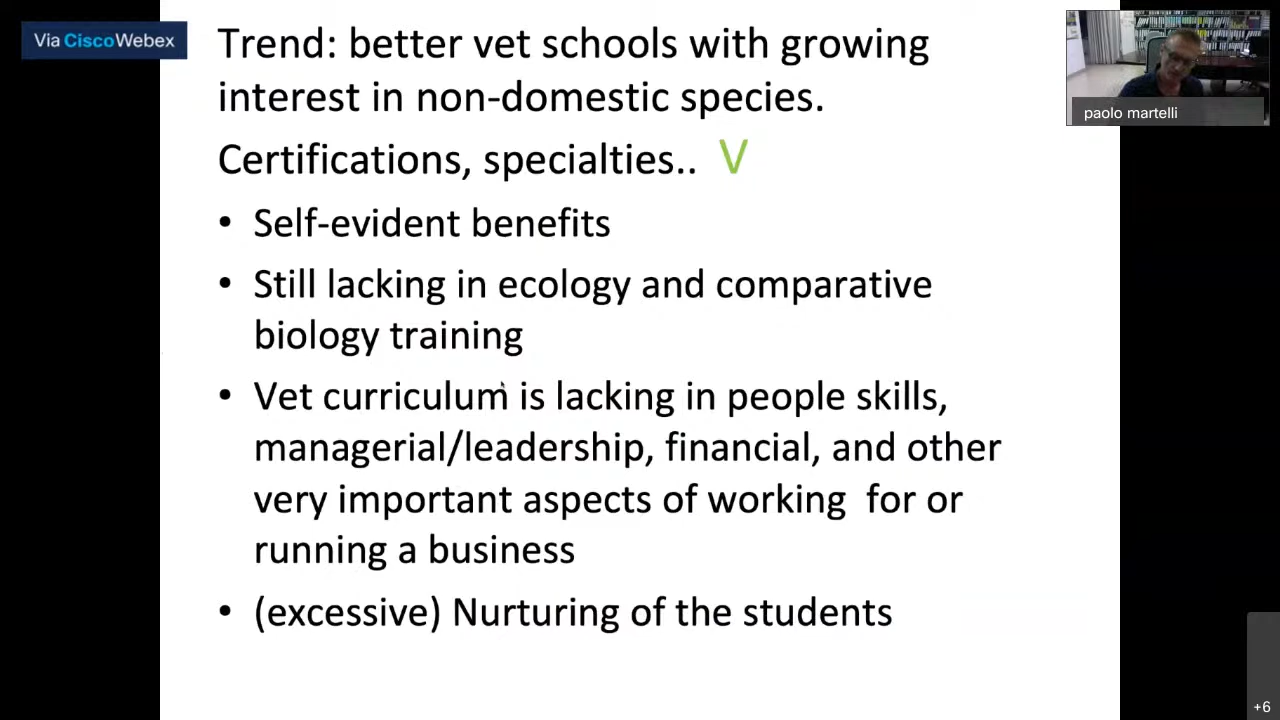 Via Cisco Webex
Trend: better vet schools with growing
interest in non-domestic species.
Certifications, specialties.. V
• Self-evident benefits
• Still lacking in ecology and comparative
biology training
• Vet curriculum is lacking in people skills,
managerial/leadership, financial, and other
very important aspects of working for or
running a business
• (excessive) Nurturing of the students
paolo martelli
+6